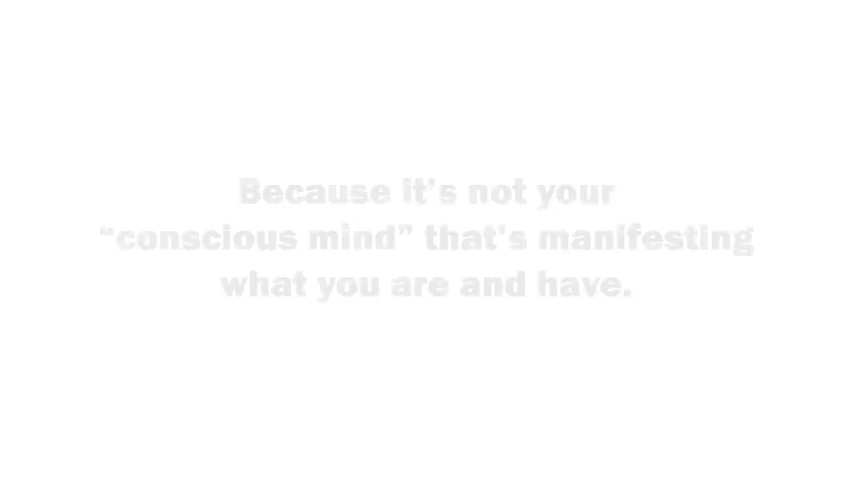 Because it’s not your
“conscious mind” that’s manifesting
what you are and have.